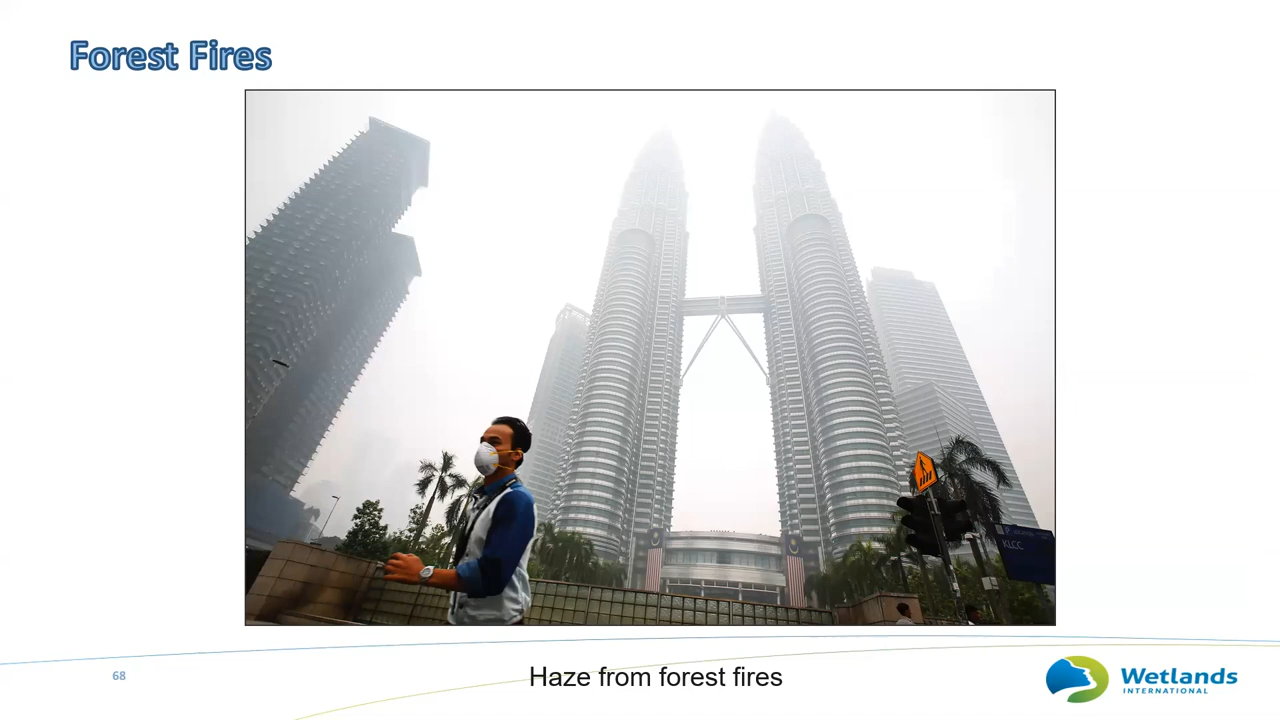 Forest Fires
KLCC
68
Haze from forest fires
Wetlands
INTERNATIONAL